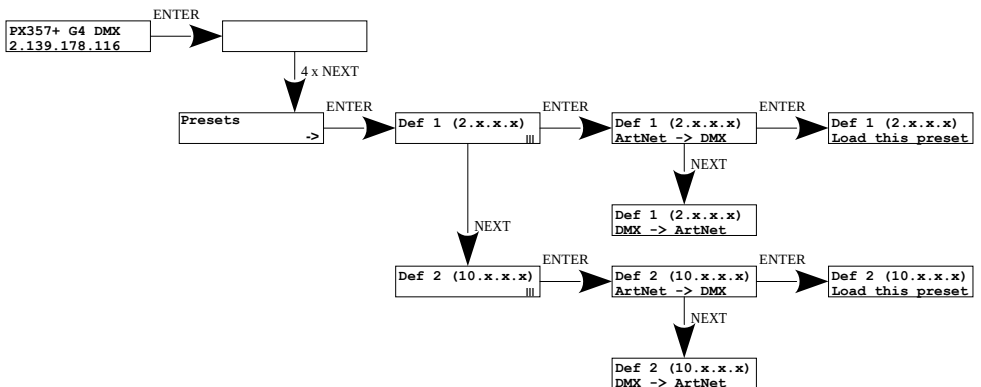 ENTER
PX357+ G4 DMX
2.139.178.116
4 x NEXT
Presets
->
ENTER
Def 1 (2.x.x.x)
ENTER
Def 1 (2.x.x.x)
ArtNet -> DMX
ENTER
Def 1 (2.x.x.x)
Load this preset
NEXT
Def 1 (2.x.x.x)
DMX -> ArtNet
NEXT
Def 2 (10.x.x.x)
ENTER
Def 2 (10.x.x.x)
ArtNet -> DMX
ENTER
Def 2 (10.x.x.x)
Load this preset
NEXT
Def 2 (10.x.x.x)
DMX -> ArtNet